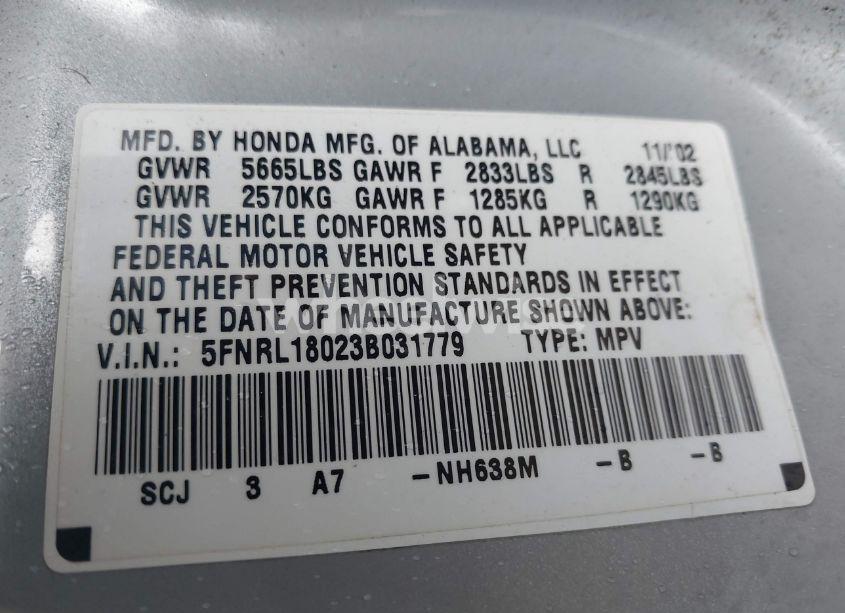 MFD. BY HONDA MFG. OF ALABAMA, LLC 11/'02
GVWR 5665LBS GAWR F 2833LBS R 2845LBS
GVWR 2570KG GAWR F 1285KG R 1290KG
THIS VEHICLE CONFORMS TO ALL APPLICABLE
FEDERAL MOTOR VEHICLE SAFETY
AND THEFT PREVENTION STANDARDS IN EFFECT
ON THE DATE OF MANUFACTURE SHOWN ABOVE:
V.I.N.: 5FNRL18023B031779 TYPE: MPV
SCJ 3 A7 -NH638M -B -B